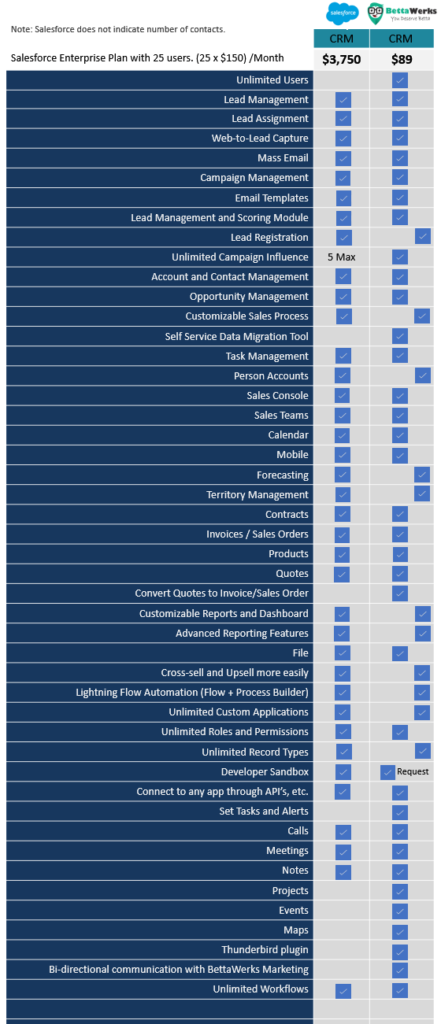 salesforce
BettaWerks
You Deserve Betta
Note: Salesforce does not indicate number of contacts.
CRM CRM
Salesforce Enterprise Plan with 25 users. (25 x $150) /Month $3,750 $89
Unlimited Users
Lead Management
Lead Assignment
Web-to-Lead Capture
Mass Email
Campaign Management
Email Templates
Lead Management and Scoring Module
Lead Registration
Unlimited Campaign Influence 5 Max
Account and Contact Management
Opportunity Management
Customizable Sales Process
Self Service Data Migration Tool
Task Management
Person Accounts
Sales Console
Sales Teams
Calendar
Mobile
Forecasting
Territory Management
Contracts
Invoices / Sales Orders
Products
Quotes
Convert Quotes to Invoice/Sales Order
Customizable Reports and Dashboard
Advanced Reporting Features
File
Cross-sell and Upsell more easily
Lightning Flow Automation (Flow + Process Builder)
Unlimited Custom Applications
Unlimited Roles and Permissions
Unlimited Record Types
Developer Sandbox Request
Connect to any app through API's, etc.
Set Tasks and Alerts
Calls
Meetings
Notes
Projects
Events
Maps
Thunderbird plugin
Bi-directional communication with BettaWerks Marketing
Unlimited Workflows